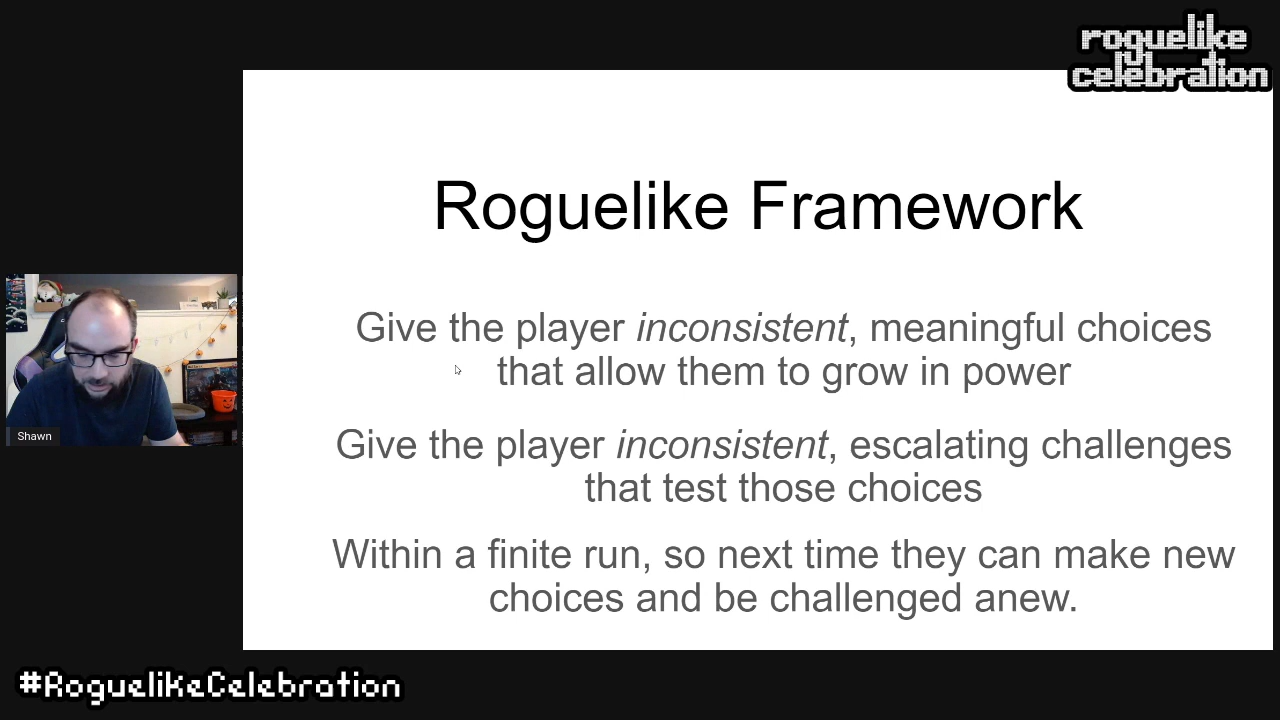 roguelike
celebration
Roguelike Framework
Give the player inconsistent, meaningful choices
that allow them to grow in power
Give the player inconsistent, escalating challenges
that test those choices
Within a finite run, so next time they can make new
choices and be challenged anew.
Shawn
#RoguelikeCelebration